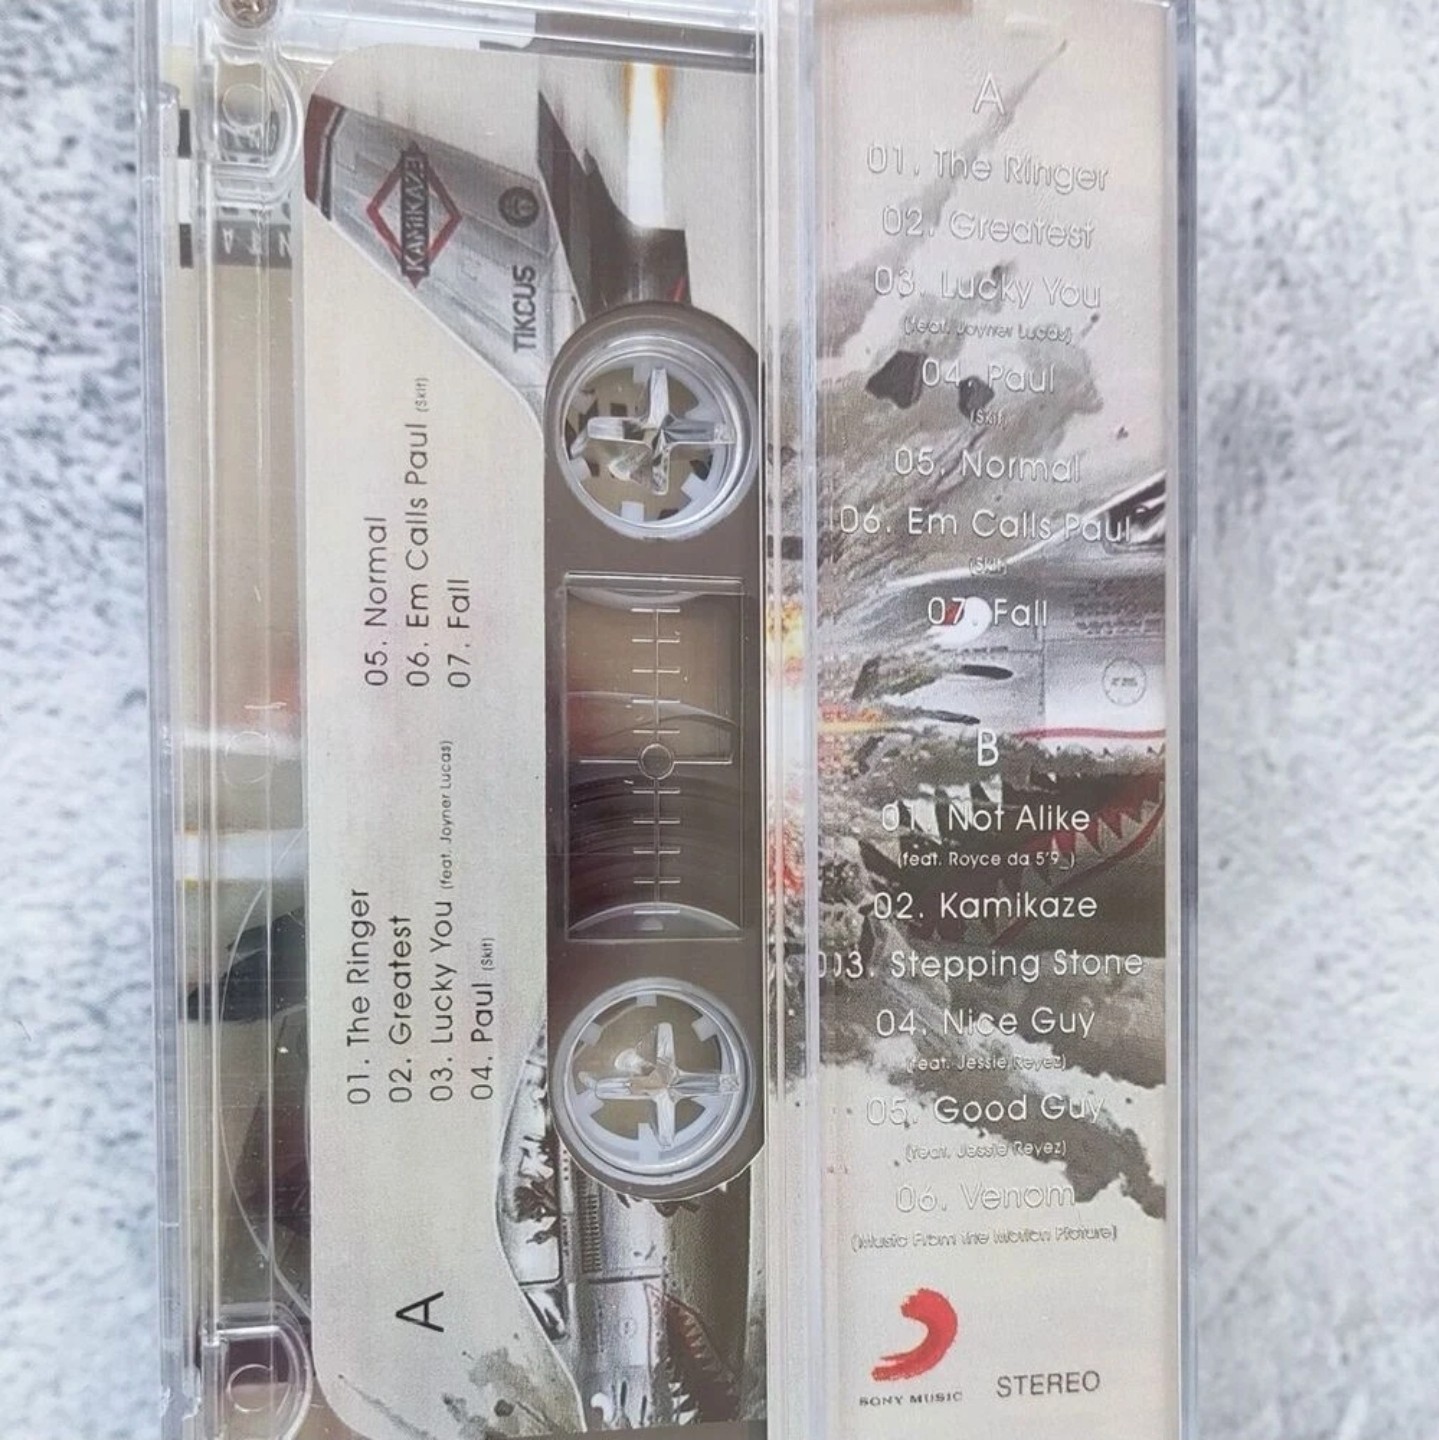 KAMIKAZE
TIKCUS
A
01. The Ringer
02. Greatest
03. Lucky You (feat. Joyner Lucas)
04. Paul (Skit)
05. Normal
06. Em Calls Paul (Skit)
07. Fall
A
01. The Ringer
02. Greatest
03. Lucky You
(feat. Joyner Lucas)
04. Paul
(Skit)
05. Normal
06. Em Calls Paul
(Skit)
07. Fall
B
01. Not Alike
(feat. Royce da 5'9_)
02. Kamikaze
03. Stepping Stone
04. Nice Guy
(feat. Jessie Reyez)
05. Good Guy
(feat. Jessie Reyez)
06. Venom
(Music From the Motion Picture)
SONY MUSIC
STEREO